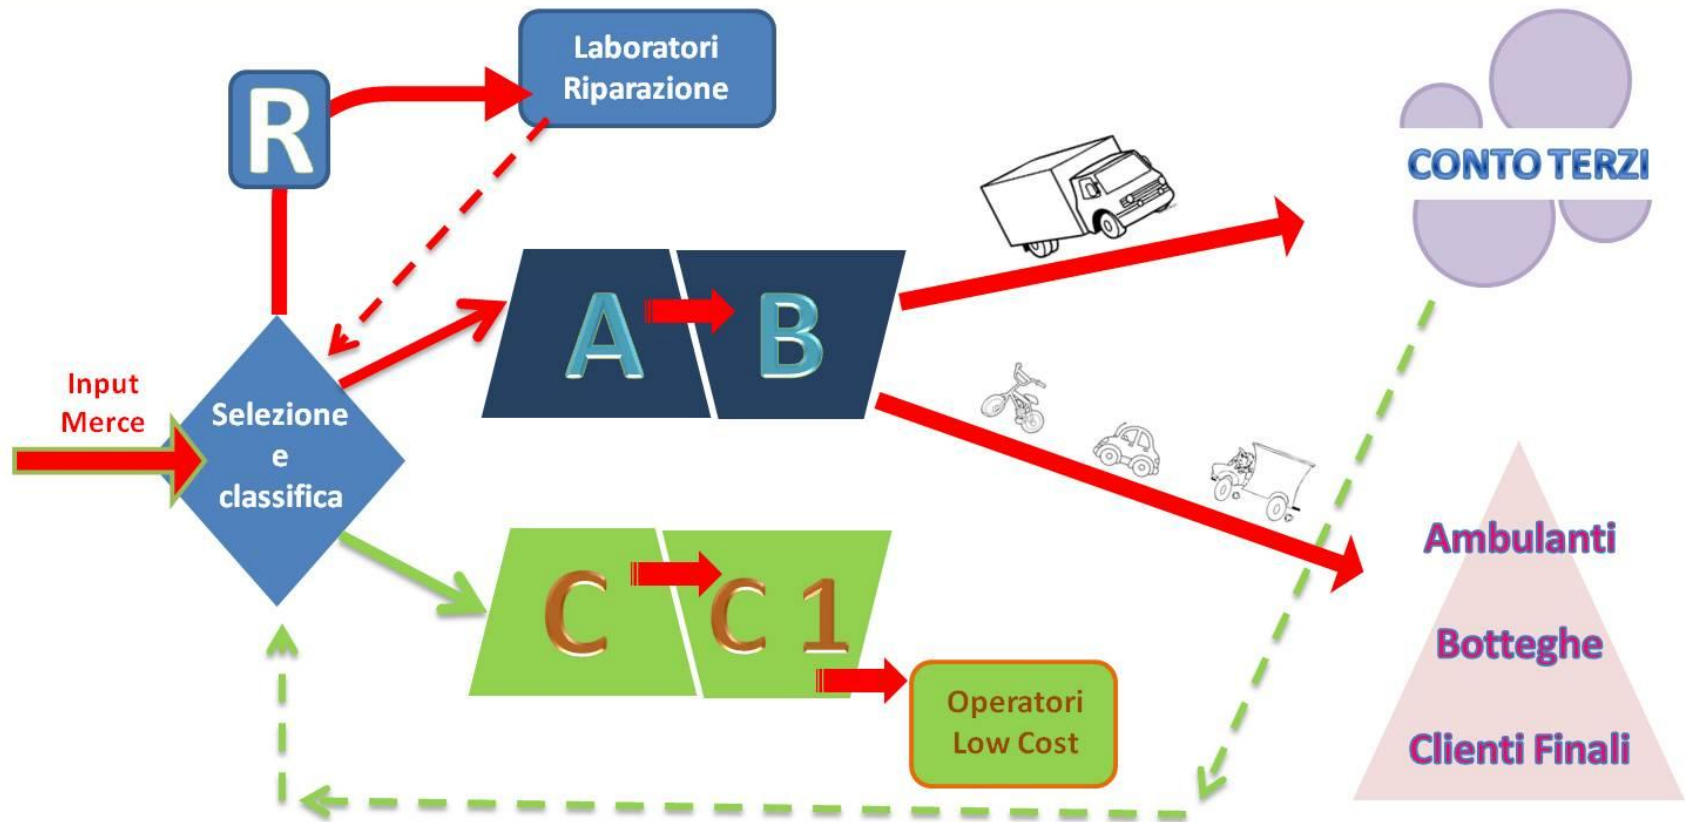 Laboratori
Riparazione
R
CONTO TERZI
A
B
Input
Merce
Selezione
e
classifica
C
C 1
Operatori
Low Cost
Ambulanti
Botteghe
Clienti Finali